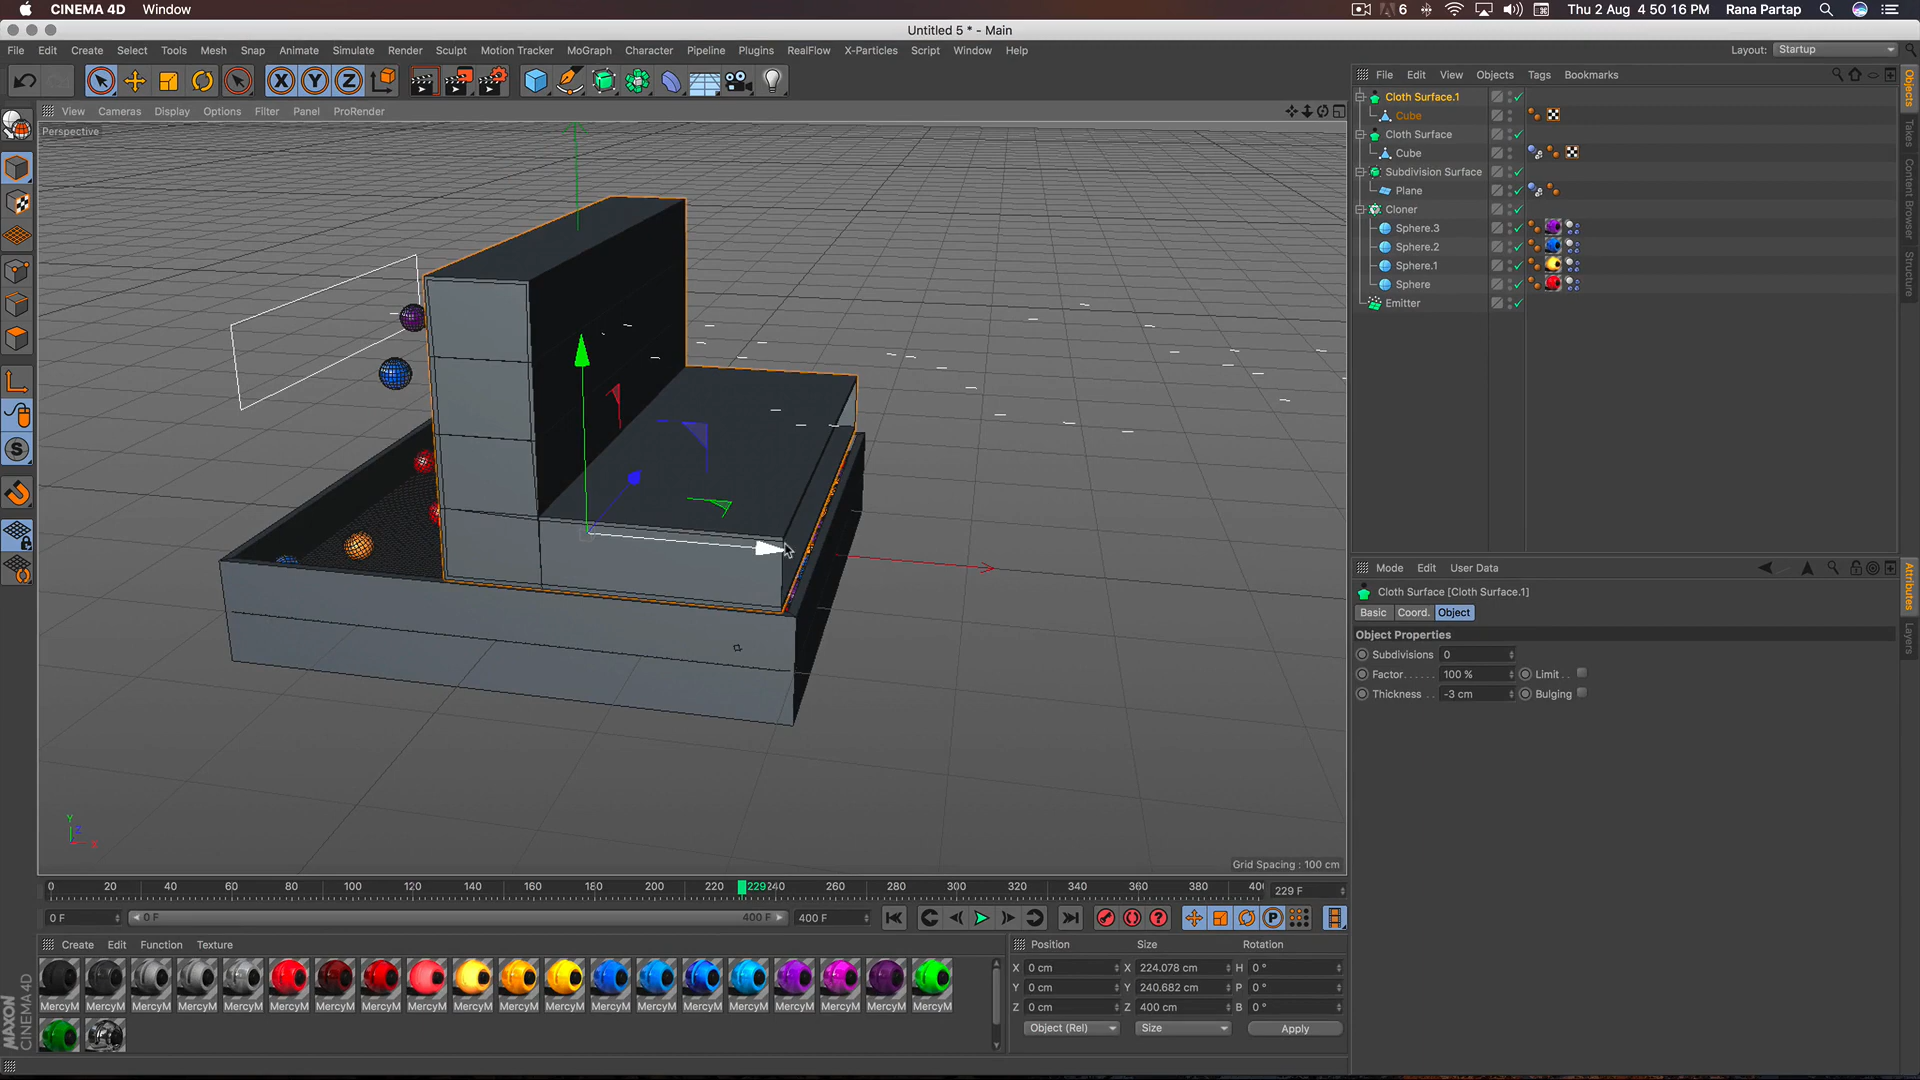 CINEMA 4D Window 6 Thu 2 Aug 4 50 16 PM Rana Partap
Untitled 5 * - Main
File Edit Create Select Tools Mesh Snap Animate Simulate Render Sculpt Motion Tracker MoGraph Character Pipeline Plugins RealFlow X-Particles Script Window Help Layout: Startup
File Edit View Objects Tags Bookmarks
View Cameras Display Options Filter Panel ProRender
Perspective
Cloth Surface.1
Cube
Cloth Surface
Cube
Subdivision Surface
Plane
Cloner
Sphere.3
Sphere.2
Sphere.1
Sphere
Emitter
Objects
Takes
Content Browser
Structure
Mode Edit User Data
Cloth Surface [Cloth Surface.1]
Basic Coord. Object
Object Properties
Subdivisions 0
Factor...... 100 % Limit..
Thickness.. -3 cm Bulging
Attributes
Layers
Y
Z
X
Grid Spacing : 100 cm
0 20 40 60 80 100 120 140 160 180 200 220 229 240 260 280 300 320 340 360 380 40 229 F
0 F 0 F 400 F 400 F
Create Edit Function Texture
MercyM MercyM MercyM MercyM MercyM MercyM MercyM MercyM MercyM MercyM MercyM MercyM MercyM MercyM MercyM MercyM MercyM MercyM MercyM MercyM
Position Size Rotation
X 0 cm X 224.078 cm H 0 °
Y 0 cm Y 240.682 cm P 0 °
Z 0 cm Z 400 cm B 0 °
Object (Rel) Size Apply
MAXON
CINEMA 4D